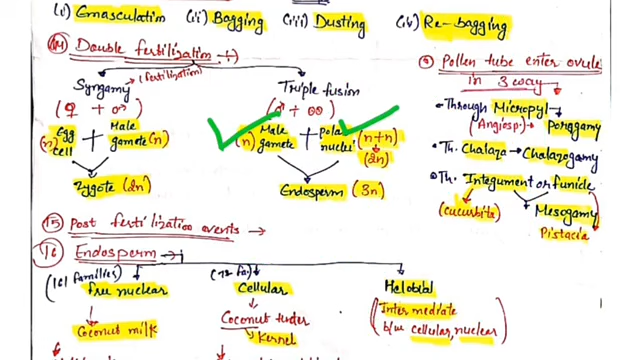 (i) Emasculation (ii) Bagging (iii) Dusting (iv) Re-bagging
Double fertilization
Syngamy
(fertilization)
Triple fusion
(♀ + ♂)
(n) Egg cell + Male gamete (n)
Zygote (2n)
(n) Male gamete + Polar nuclei (n+n)
(2n)
Endosperm (3n)
Pollen tube enter ovule
in 3 way
Through Micropyl
(Angiosp.) Porogamy
Th. Chalaza → Chalazogamy
Th. Integument or funicle
(cucurbita) Mesogamy
Pistacia
15 Post fertilization events →
16 Endosperm →
(161 families)
free nuclear
Cellular
Helobial
Coconut milk
Coconut tender
Kernel
(Intermediate
b/w cellular, nuclear)